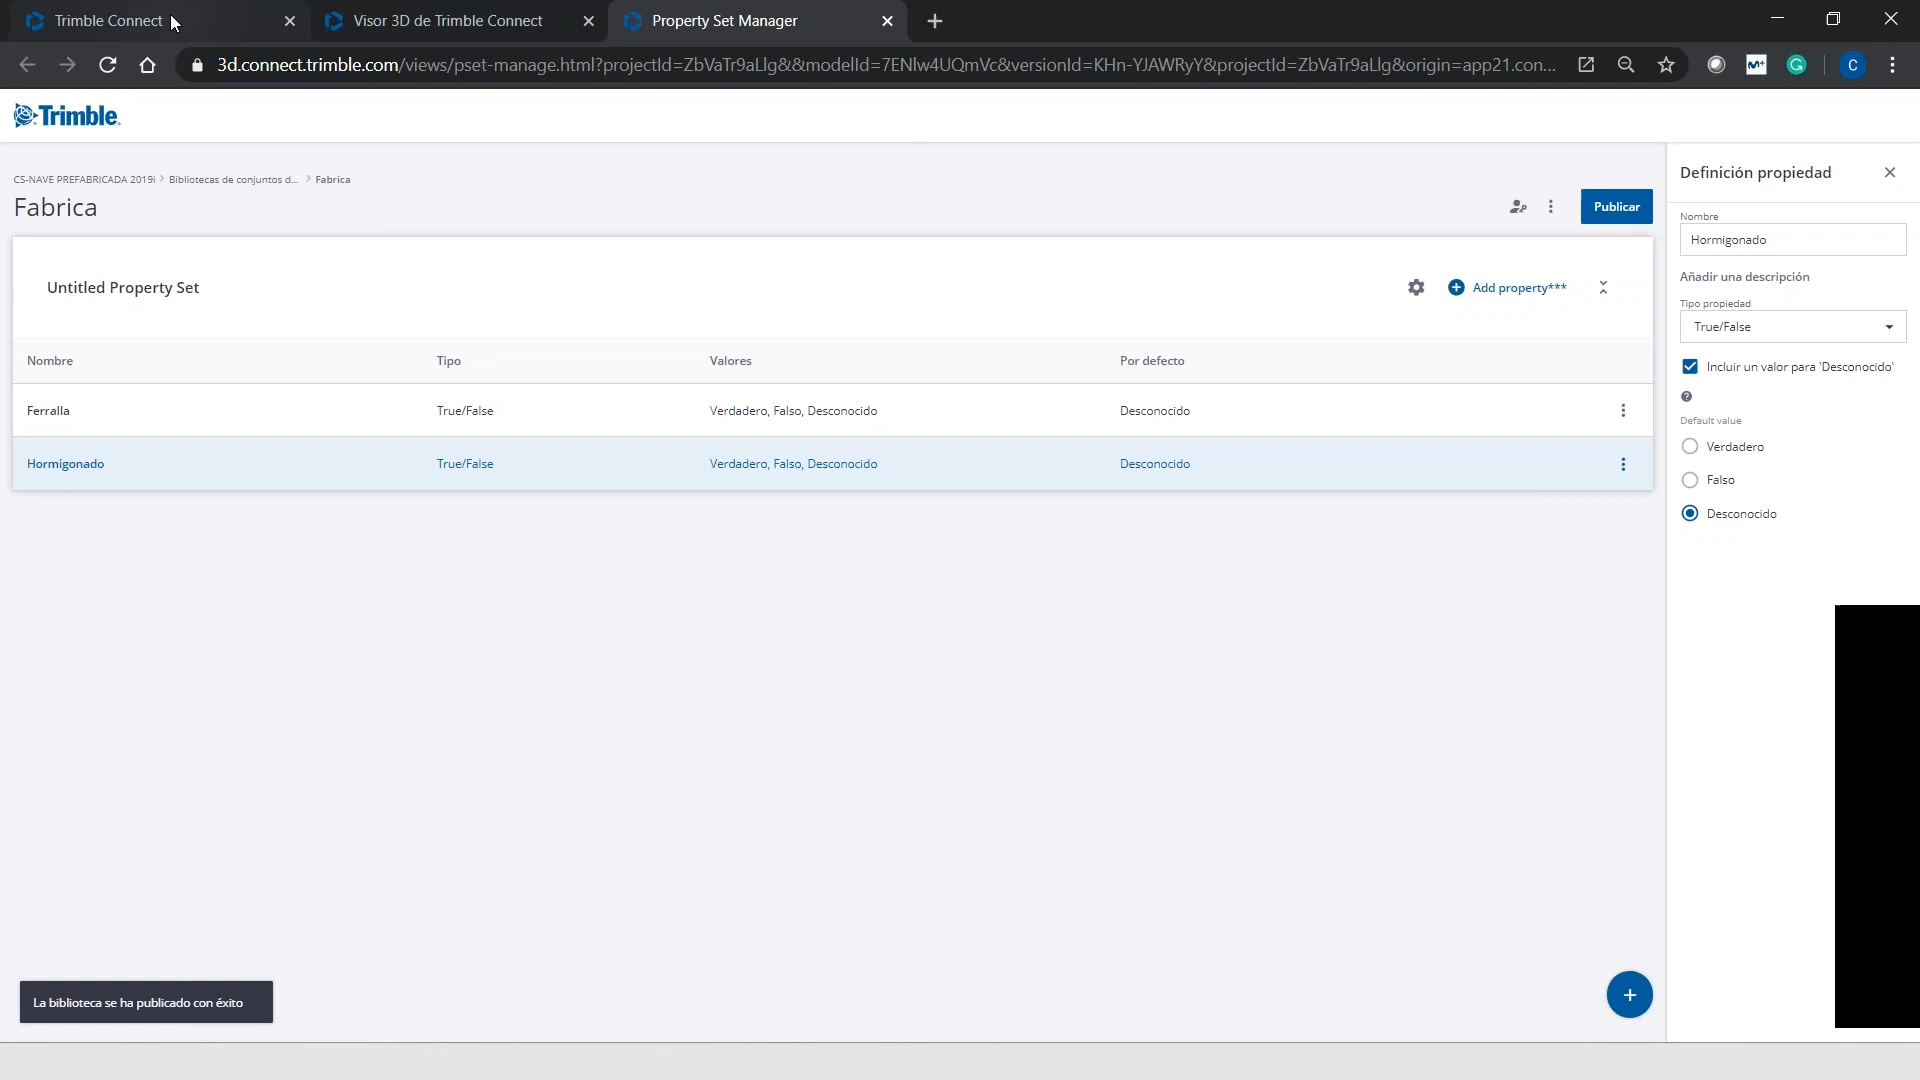 Trimble Connect
Visor 3D de Trimble Connect
Property Set Manager
3d.connect.trimble.com/views/pset-manage.html?projectId=ZbVaTr9aLlg&&modelId=7ENlw4UQmVc&versionId=KHn-YJAWRyY&projectId=ZbVaTr9aLlg&origin=app21.con...
M+
G
C
Trimble.
CS-NAVE PREFABRICADA 2019i > Bibliotecas de conjuntos d... > Fabrica
Fabrica
Publicar
Untitled Property Set
Add property***
Nombre Tipo Valores Por defecto
Ferralla True/False Verdadero, Falso, Desconocido Desconocido
Hormigonado True/False Verdadero, Falso, Desconocido Desconocido
La biblioteca se ha publicado con éxito
Definición propiedad
Nombre
Hormigonado
Añadir una descripción
Tipo propiedad
True/False
Incluir un valor para 'Desconocido'
?
Default value
Verdadero
Falso
Desconocido